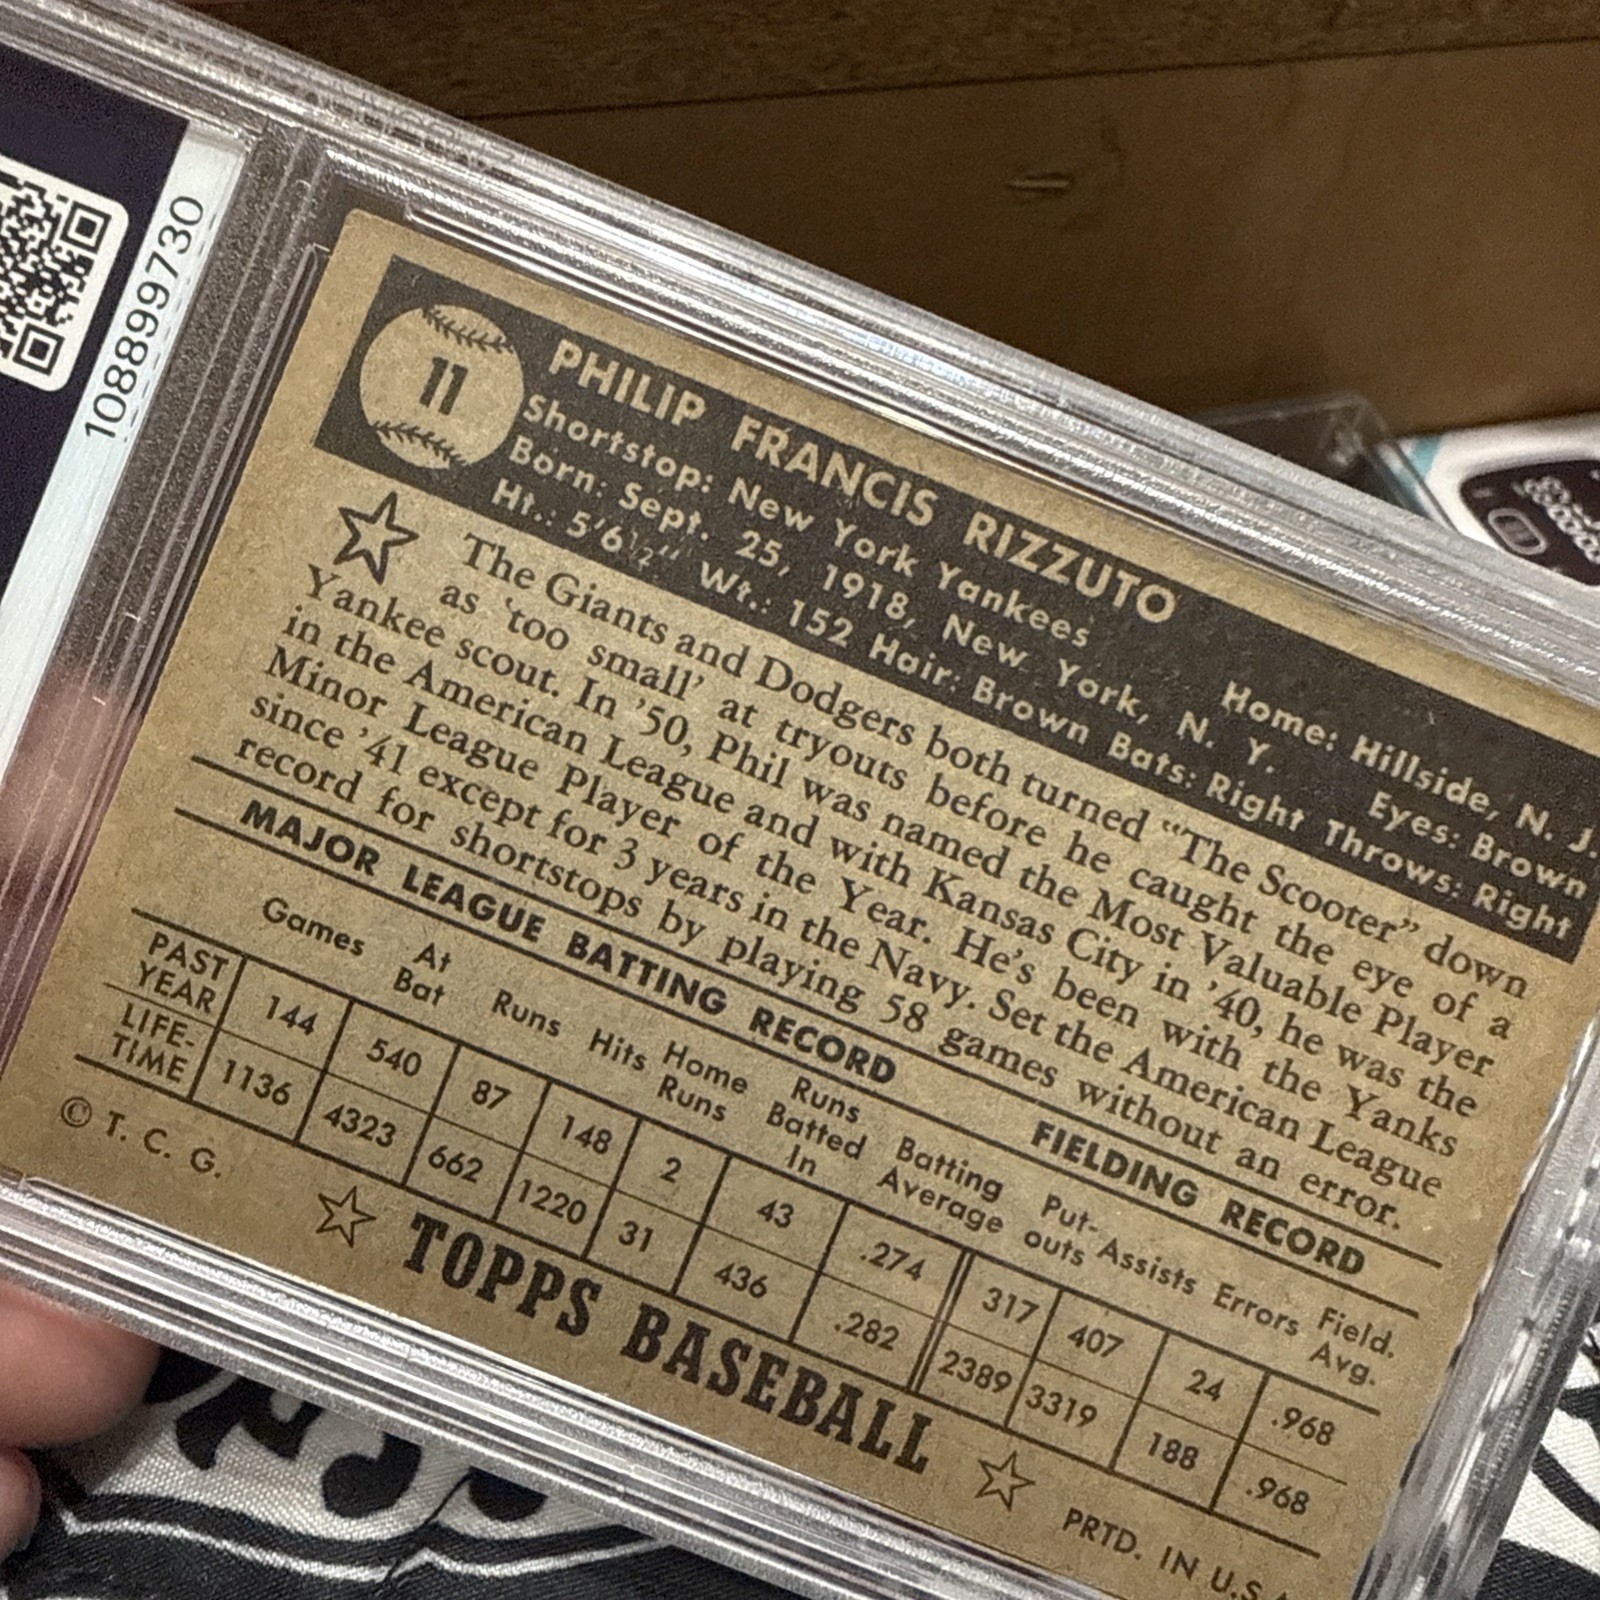 108899730
11
PHILIP FRANCIS RIZZUTO
Shortstop: New York Yankees Home: Hillside, N. J.
Born: Sept. 25, 1918, New York, N. Y. Eyes: Brown
Ht.: 5'6½" Wt.: 152 Hair: Brown Bats: Right Throws: Right
The Giants and Dodgers both turned "The Scooter" down
as 'too small' at tryouts before he caught the eye of a
Yankee scout. In '50, Phil was named the Most Valuable Player
in the American League and with Kansas City in '40, he was the
Minor League Player of the Year. He's been with the Yanks
since '41 except for 3 years in the Navy. Set the American League
record for shortstops by playing 58 games without an error.
MAJOR LEAGUE BATTING RECORD FIELDING RECORD
Games At Bat Runs Hits Home Runs Runs Batted In Batting Average Put-outs Assists Errors Field. Avg.
PAST YEAR 144 540 87 148 2 43 .274 317 407 24 .968
LIFE-TIME 1136 4323 662 1220 31 436 .282 2389 3319 188 .968
© T. C. G. TOPPS BASEBALL PRTD. IN U.S.A